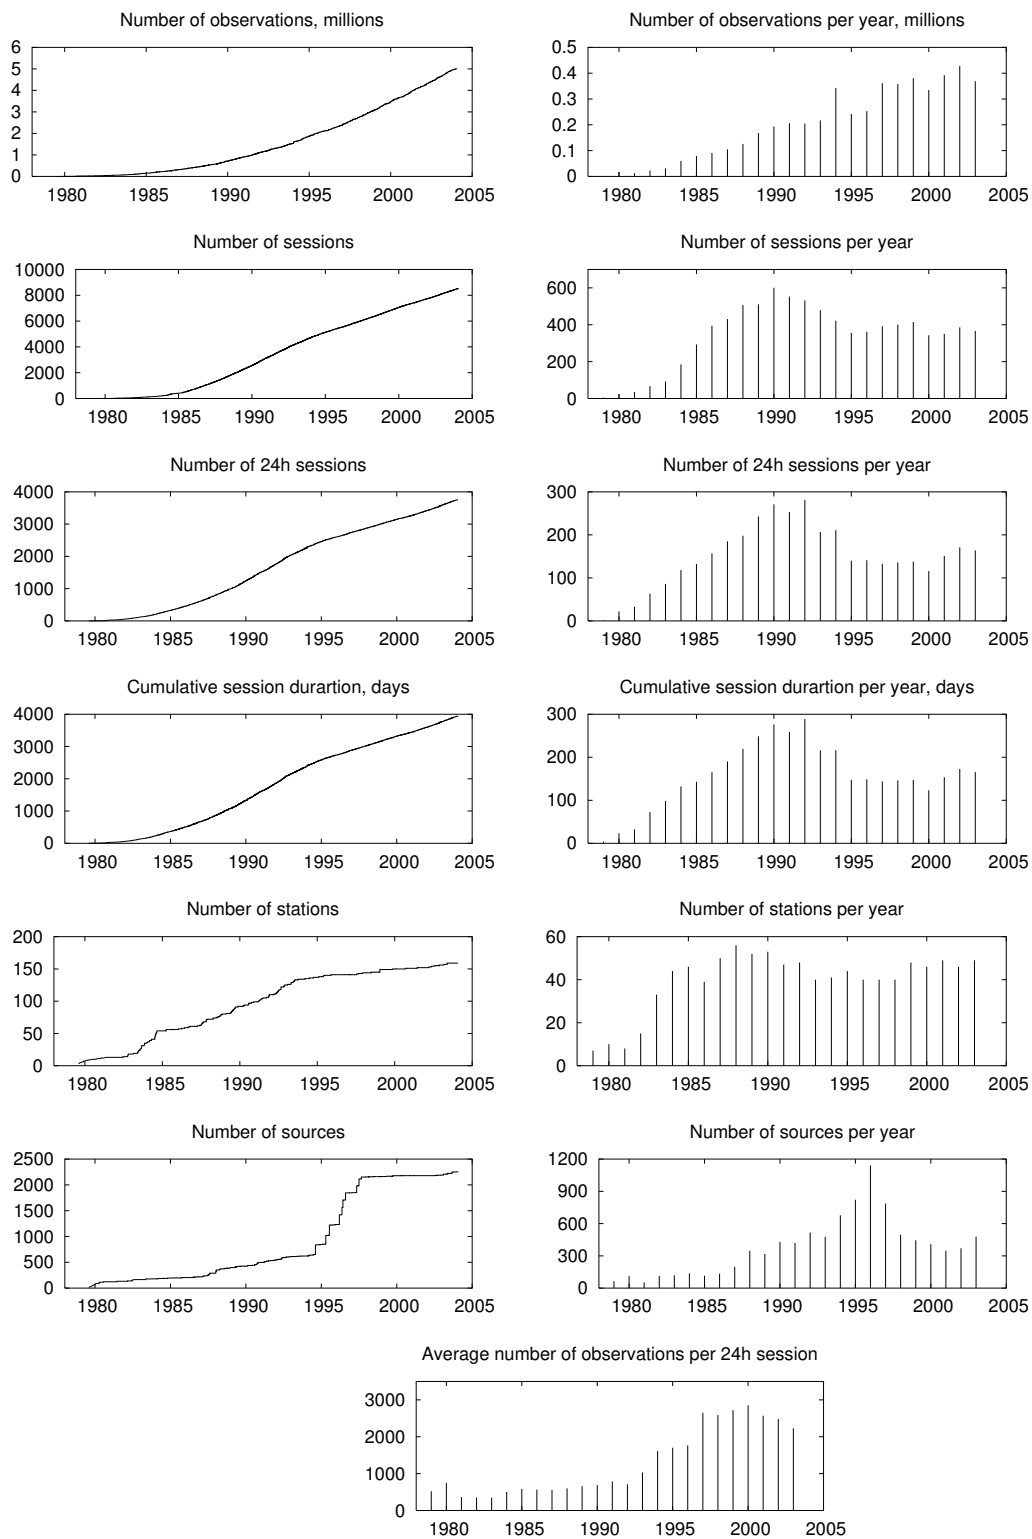 Number of observations, millions
6
5
4
3
2
1
0
1980 1985 1990 1995 2000 2005
Number of observations per year, millions
0.5
0.4
0.3
0.2
0.1
0
1980 1985 1990 1995 2000 2005
Number of sessions
10000
8000
6000
4000
2000
0
1980 1985 1990 1995 2000 2005
Number of sessions per year
600
400
200
0
1980 1985 1990 1995 2000 2005
Number of 24h sessions
4000
3000
2000
1000
0
1980 1985 1990 1995 2000 2005
Number of 24h sessions per year
300
200
100
0
1980 1985 1990 1995 2000 2005
Cumulative session durartion, days
4000
3000
2000
1000
0
1980 1985 1990 1995 2000 2005
Cumulative session durartion per year, days
300
200
100
0
1980 1985 1990 1995 2000 2005
Number of stations
200
150
100
50
0
1980 1985 1990 1995 2000 2005
Number of stations per year
60
40
20
0
1980 1985 1990 1995 2000 2005
Number of sources
2500
2000
1500
1000
500
0
1980 1985 1990 1995 2000 2005
Number of sources per year
1200
900
600
300
0
1980 1985 1990 1995 2000 2005
Average number of observations per 24h session
3000
2000
1000
0
1980 1985 1990 1995 2000 2005